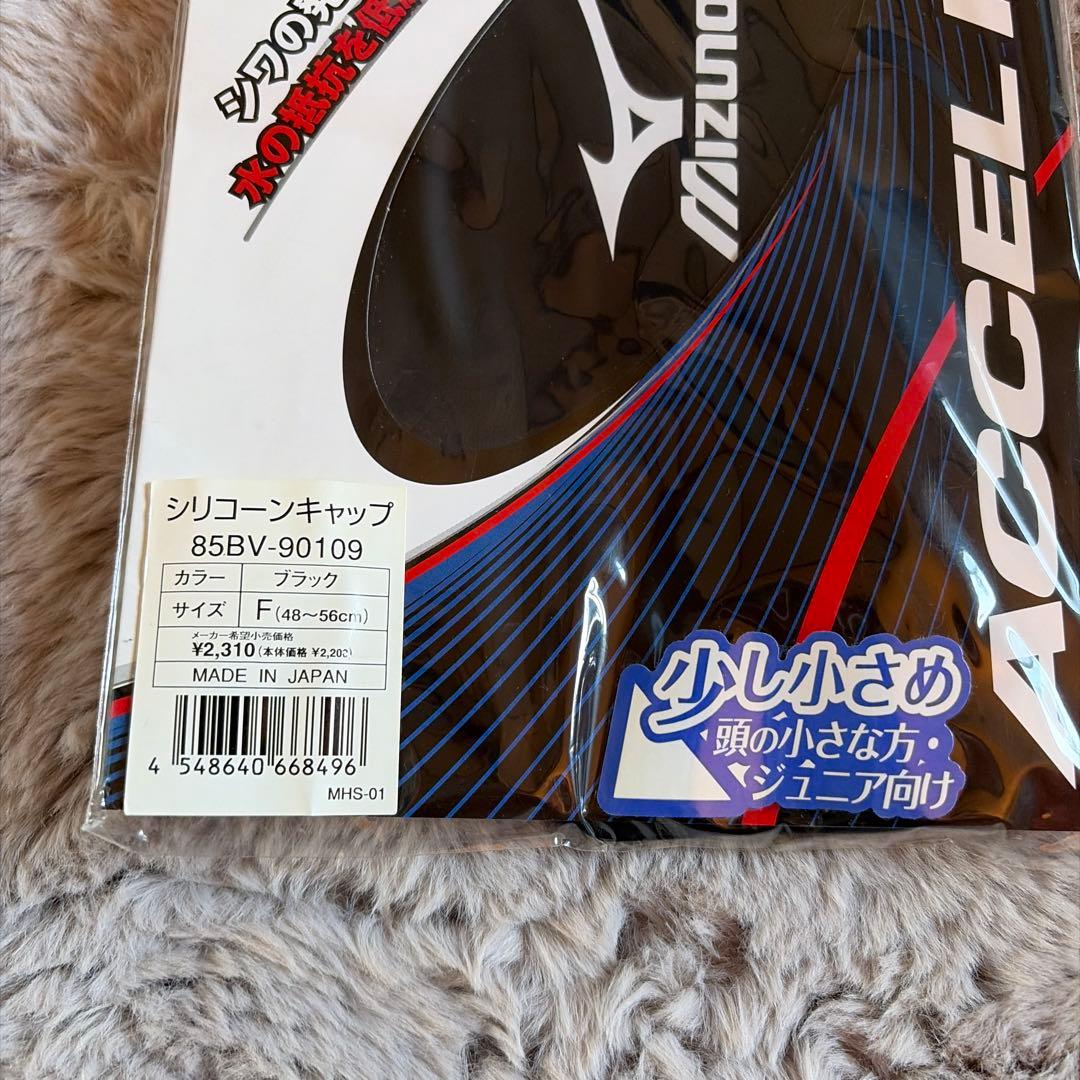 シワの発
水の抵抗を低減
MIZUNO
ACCEL
シリコーンキャップ
85BV-90109
カラー ブラック
サイズ F(48〜56cm)
メーカー希望小売価格
¥2,310(本体価格 ¥2,200)
MADE IN JAPAN
4 548640 668496
MHS-01
少し小さめ
頭の小さな方・
ジュニア向け